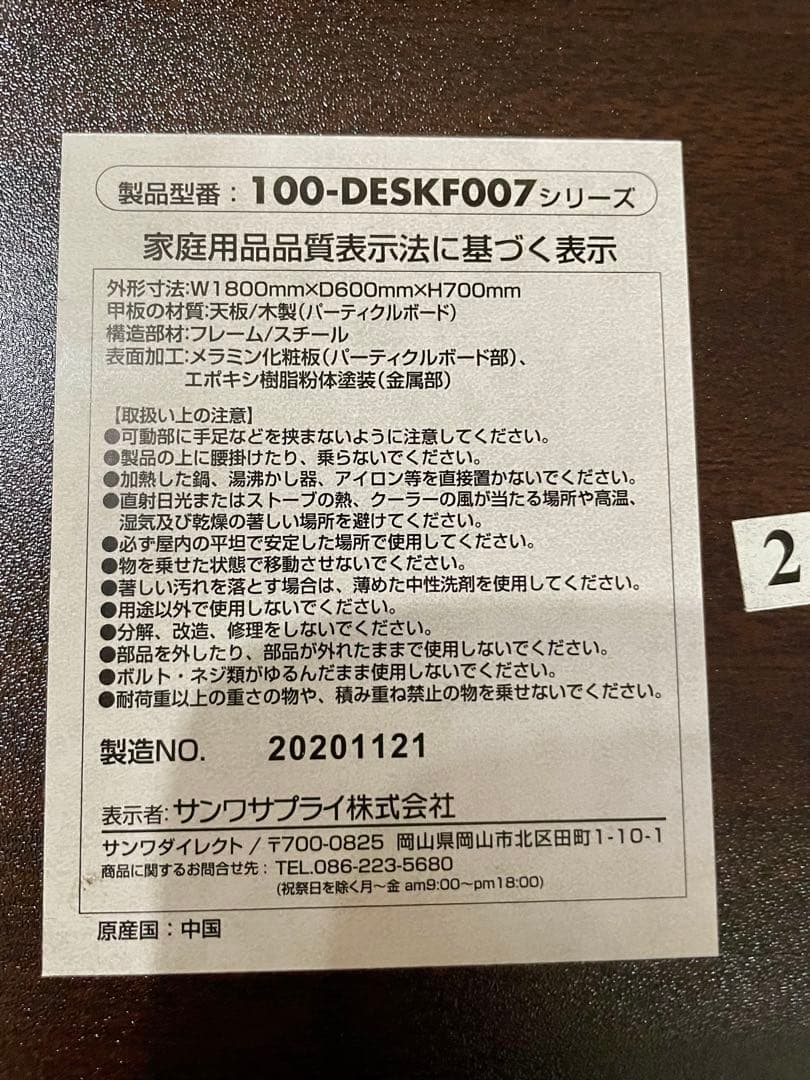 製品型番：100-DESKF007シリーズ
家庭用品品質表示法に基づく表示
外形寸法:W1800mm×D600mm×H700mm
甲板の材質:天板/木製(パーティクルボード)
構造部材:フレーム/スチール
表面加工:メラミン化粧板(パーティクルボード部)、
エポキシ樹脂粉体塗装(金属部)
【取扱い上の注意】
●可動部に手足などを挟まないように注意してください。
●製品の上に腰掛けたり、乗らないでください。
●加熱した鍋、湯沸かし器、アイロン等を直接置かないでください。
●直射日光またはストーブの熱、クーラーの風が当たる場所や高温、
湿気及び乾燥の著しい場所を避けてください。
●必ず屋内の平坦で安定した場所で使用してください。
●物を乗せた状態で移動させないでください。
●著しい汚れを落とす場合は、薄めた中性洗剤を使用してください。
●用途以外で使用しないでください。
●分解、改造、修理をしないでください。
●部品を外したり、部品が外れたままで使用しないでください。
●ボルト・ネジ類がゆるんだまま使用しないでください。
●耐荷重以上の重さの物や、積み重ね禁止の物を乗せないでください。
製造NO. 20201121
表示者:サンワサプライ株式会社
サンワダイレクト / 〒700-0825 岡山県岡山市北区田町1-10-1
商品に関するお問合せ先：TEL.086-223-5680
(祝祭日を除く月〜金 am9:00〜pm18:00)
原産国：中国
2